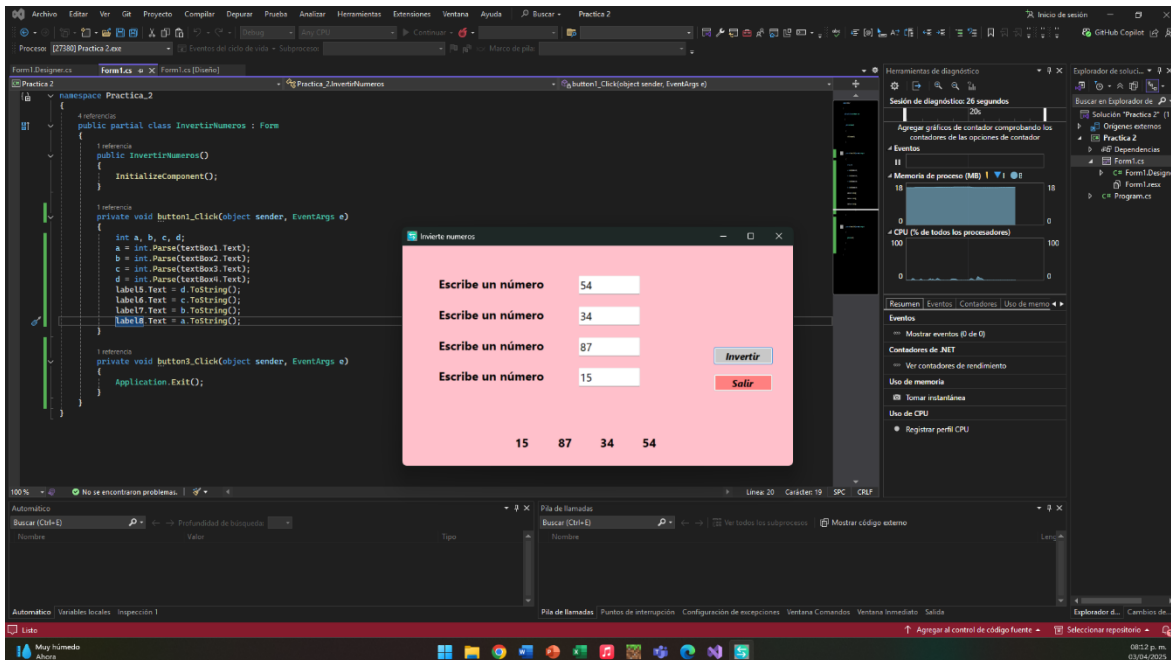 Archivo Editar Ver Git Proyecto Compilar Depurar Prueba Analizar Herramientas Extensiones Ventana Ayuda Buscar Practica 2 Inicio de sesión
Debug Any CPU Continuar GitHub Copilot
Proceso: [27380] Practica 2.exe Eventos del ciclo de vida Subproceso: Marco de pila:
Form1.Designer.cs Form1.cs Form1.cs [Diseño]
Practica 2 Practica_2.InvertirNumeros button1_Click(object sender, EventArgs e)
namespace Practica_2
{
4 referencias
public partial class InvertirNumeros : Form
{
1 referencia
public InvertirNumeros()
{
InitializeComponent();
}
1 referencia
private void button1_Click(object sender, EventArgs e)
{
int a, b, c, d;
a = int.Parse(textBox1.Text);
b = int.Parse(textBox2.Text);
c = int.Parse(textBox3.Text);
d = int.Parse(textBox4.Text);
label5.Text = d.ToString();
label6.Text = c.ToString();
label7.Text = b.ToString();
label8.Text = a.ToString();
}
1 referencia
private void button3_Click(object sender, EventArgs e)
{
Application.Exit();
}
}
}
Invierte numeros
Escribe un número 54
Escribe un número 34
Escribe un número 87
Escribe un número 15
Invertir
Salir
15 87 34 54
Herramientas de diagnóstico
Sesión de diagnóstico: 26 segundos
20s
Agregar gráficos de contador comprobando los
contadores de las opciones de contador
Eventos
Memoria de proceso (MB)
18 18
0 0
CPU (% de todos los procesadores)
100 100
0 0
Resumen Eventos Contadores Uso de memo
Eventos
Mostrar eventos (0 de 0)
Contadores de .NET
Ver contadores de rendimiento
Uso de memoria
Tomar instantánea
Uso de CPU
Registrar perfil CPU
Explorador de soluci...
Buscar en Explorador de
Solución "Practica 2" (1
Orígenes externos
Practica 2
Dependencias
Form1.cs
C# Form1.Design
Form1.resx
C# Program.cs
100 % No se encontraron problemas. Línea: 20 Carácter: 19 SPC CRLF
Automático
Buscar (Ctrl+E) Profundidad de búsqueda:
Nombre Valor Tipo
Pila de llamadas
Buscar (Ctrl+E) Ver todos los subprocesos Mostrar código externo
Nombre
Automático Variables locales Inspección 1
Pila de llamadas Puntos de interrupción Configuración de excepciones Ventana Comandos Ventana Inmediato Salida
Explorador d... Cambios de...
Listo Agregar al control de código fuente Seleccionar repositorio
Muy húmedo
Ahora
08:12 p. m.
03/04/2025